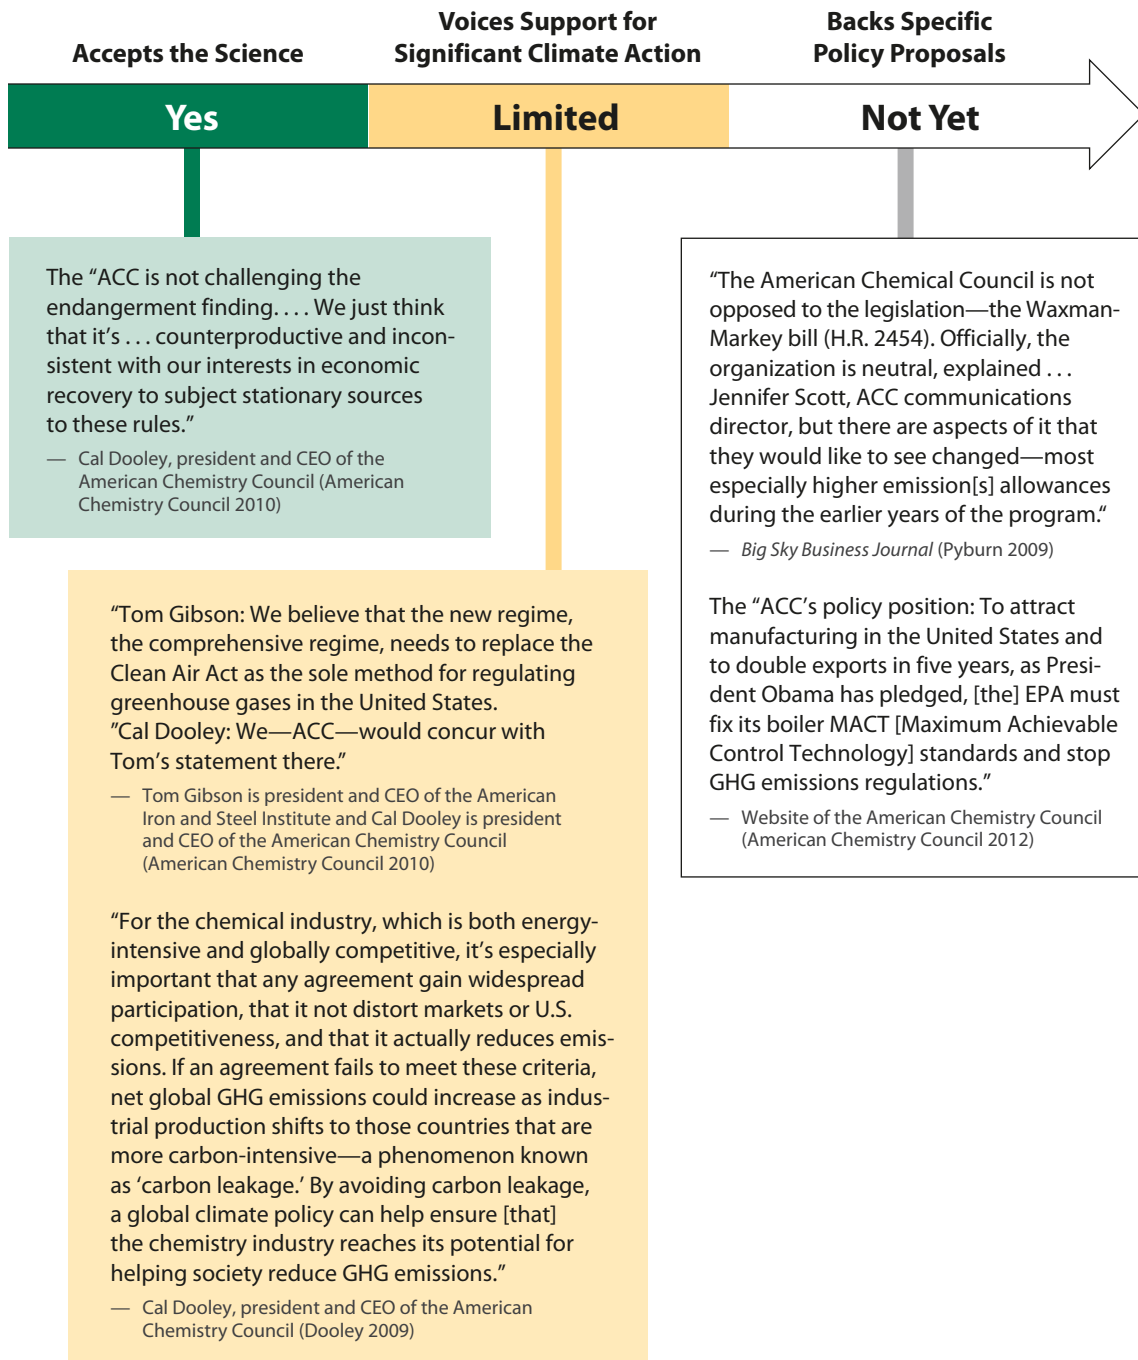 Accepts the Science
Voices Support for
Significant Climate Action
Backs Specific
Policy Proposals
Yes
Limited
Not Yet
The “ACC is not challenging the
endangerment finding. . . . We just think
that it’s . . . counterproductive and incon-
sistent with our interests in economic
recovery to subject stationary sources
to these rules.”
— Cal Dooley, president and CEO of the
American Chemistry Council (American
Chemistry Council 2010)
“Tom Gibson: We believe that the new regime,
the comprehensive regime, needs to replace the
Clean Air Act as the sole method for regulating
greenhouse gases in the United States.
”Cal Dooley: We—ACC—would concur with
Tom’s statement there.”
— Tom Gibson is president and CEO of the American
Iron and Steel Institute and Cal Dooley is president
and CEO of the American Chemistry Council
(American Chemistry Council 2010)
“For the chemical industry, which is both energy-
intensive and globally competitive, it’s especially
important that any agreement gain widespread
participation, that it not distort markets or U.S.
competitiveness, and that it actually reduces emis-
sions. If an agreement fails to meet these criteria,
net global GHG emissions could increase as indus-
trial production shifts to those countries that are
more carbon-intensive—a phenomenon known
as ‘carbon leakage.’ By avoiding carbon leakage,
a global climate policy can help ensure [that]
the chemistry industry reaches its potential for
helping society reduce GHG emissions.”
— Cal Dooley, president and CEO of the American
Chemistry Council (Dooley 2009)
“The American Chemical Council is not
opposed to the legislation—the Waxman-
Markey bill (H.R. 2454). Officially, the
organization is neutral, explained . . .
Jennifer Scott, ACC communications
director, but there are aspects of it that
they would like to see changed—most
especially higher emission[s] allowances
during the earlier years of the program.“
— Big Sky Business Journal (Pyburn 2009)
The “ACC’s policy position: To attract
manufacturing in the United States and
to double exports in five years, as Presi-
dent Obama has pledged, [the] EPA must
fix its boiler MACT [Maximum Achievable
Control Technology] standards and stop
GHG emissions regulations.”
— Website of the American Chemistry Council
(American Chemistry Council 2012)